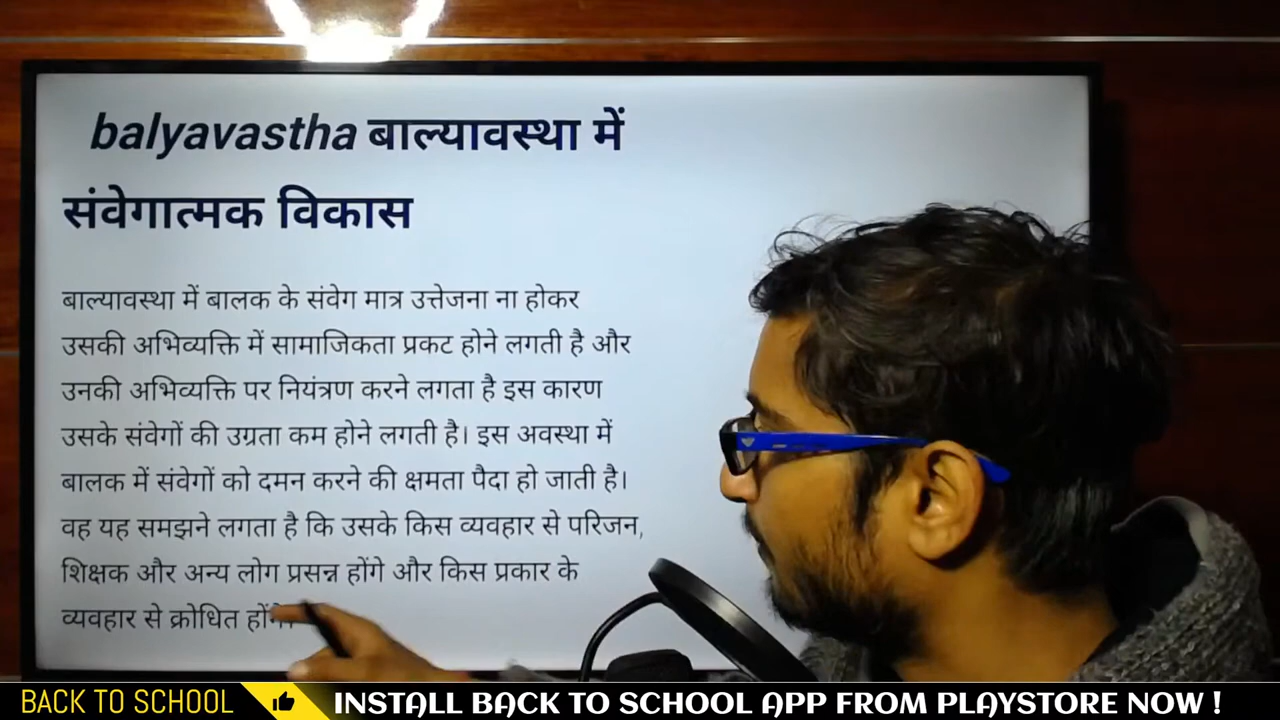 balyavastha बाल्यावस्था में
संवेगात्मक विकास
बाल्यावस्था में बालक के संवेग मात्र उत्तेजना ना होकर
उसकी अभिव्यक्ति में सामाजिकता प्रकट होने लगती है और
उनकी अभिव्यक्ति पर नियंत्रण करने लगता है इस कारण
उसके संवेगों की उग्रता कम होने लगती है। इस अवस्था में
बालक में संवेगों को दमन करने की क्षमता पैदा हो जाती है।
वह यह समझने लगता है कि उसके किस व्यवहार से परिजन,
शिक्षक और अन्य लोग प्रसन्न होंगे और किस प्रकार के
व्यवहार से क्रोधित
BACK TO SCHOOL INSTALL BACK TO SCHOOL APP FROM PLAYSTORE NOW !